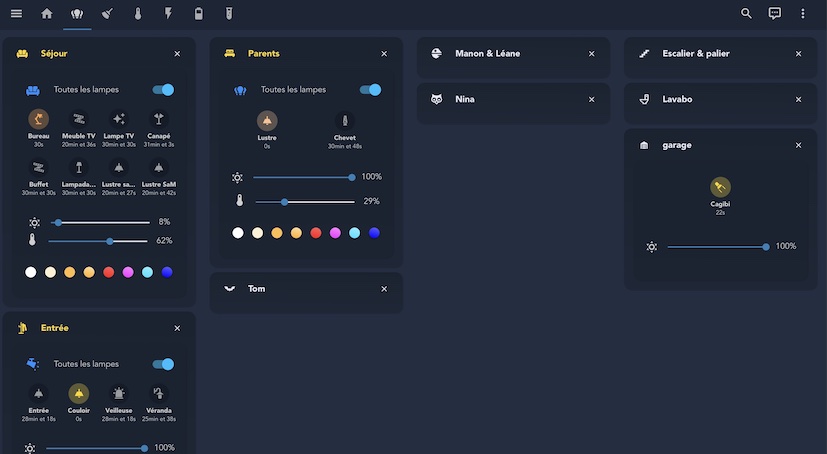 Séjour
Toutes les lampes
Bureau
30s
Meuble TV
20min et 36s
Lampe TV
30min et 30s
Canapé
31min et 3s
Buffet
30min et 30s
Lampada...
30min et 30s
Lustre sa...
20min et 27s
Lustre SaM
20min et 42s
8%
62%
Entrée
Toutes les lampes
Entrée
28min et 18s
Couloir
0s
Veilleuse
28min et 18s
Véranda
25min et 38s
100%
Parents
Toutes les lampes
Lustre
0s
Chevet
30min et 48s
100%
29%
Tom
Manon & Léane
Nina
Escalier & palier
Lavabo
garage
Cagibi
22s
100%